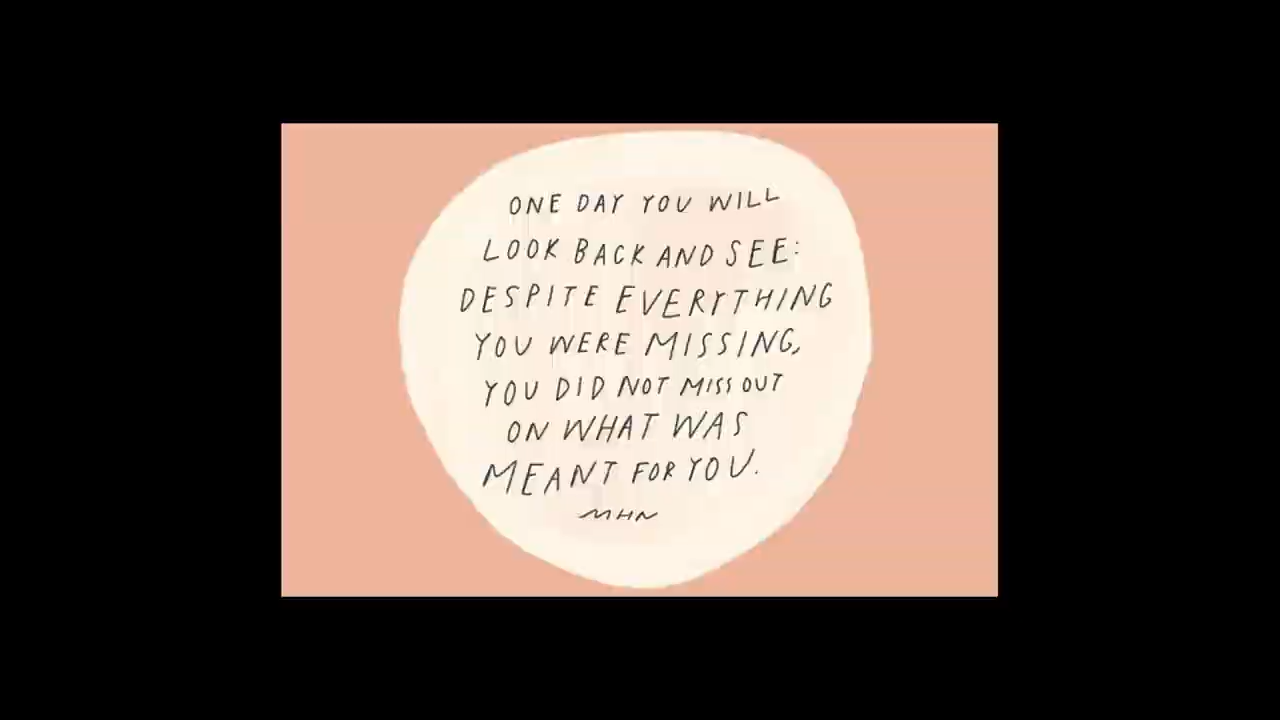 ONE DAY YOU WILL
LOOK BACK AND SEE:
DESPITE EVERYTHING
YOU WERE MISSING,
YOU DID NOT MISS OUT
ON WHAT WAS
MEANT FOR YOU.
MHN